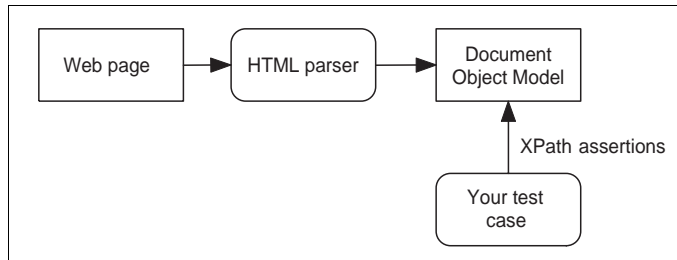 Web page
HTML parser
Document
Object Model
XPath assertions
Your test
case